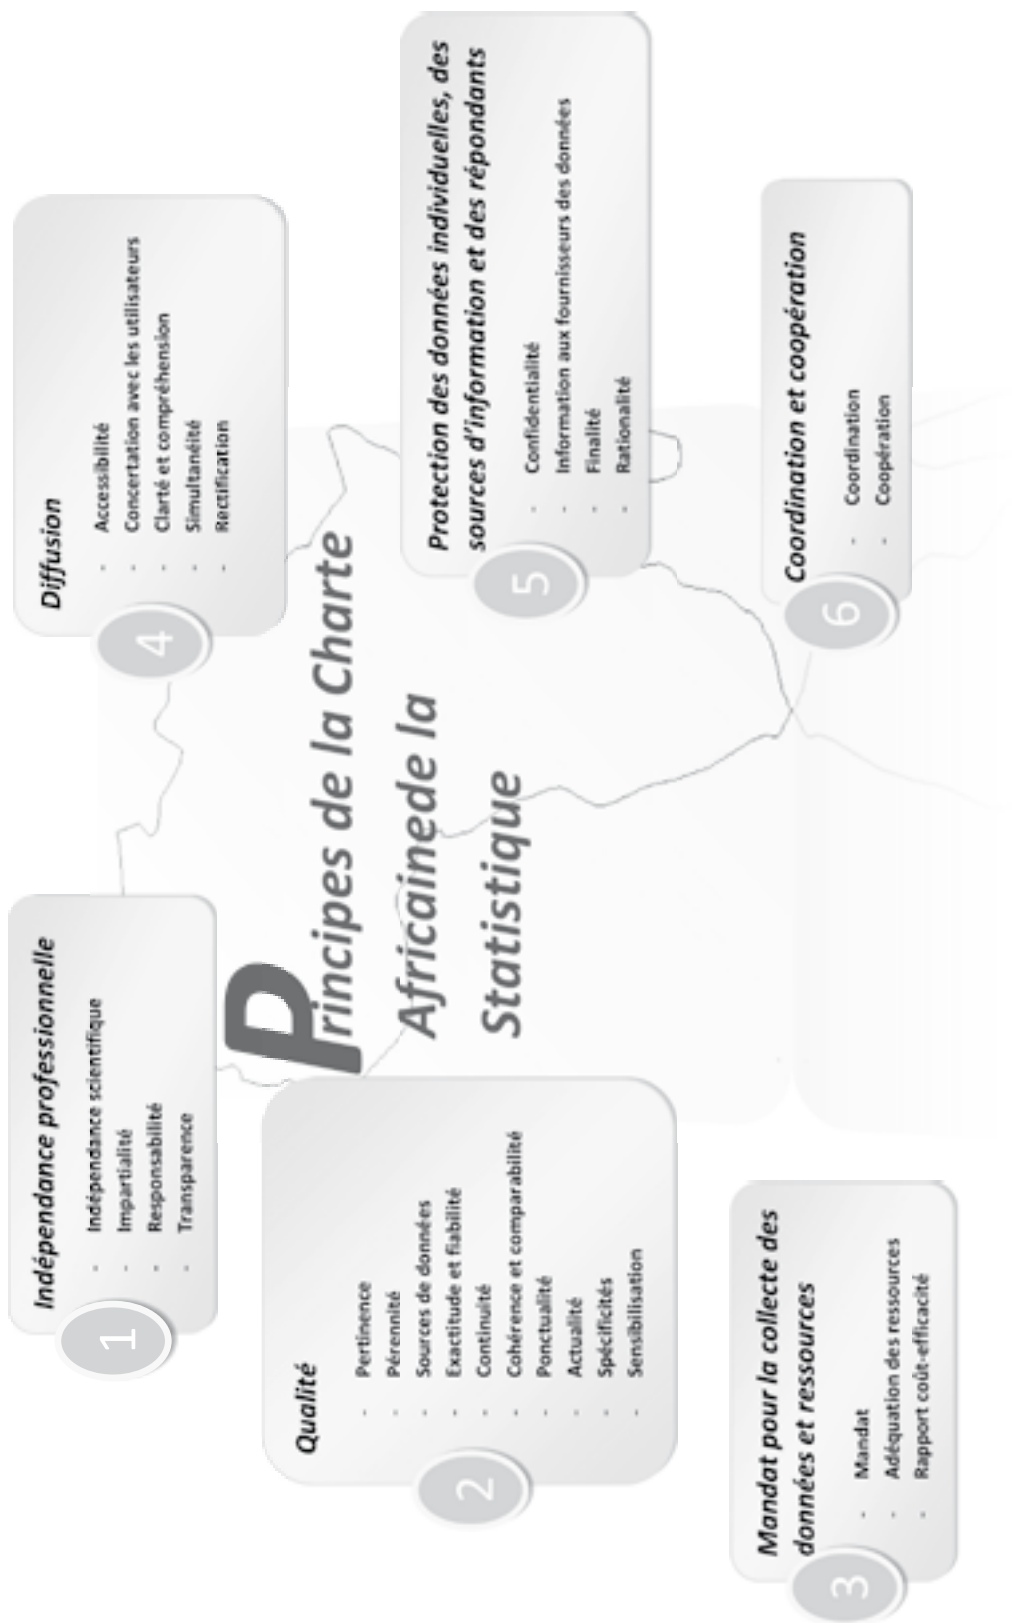 Principes de la Charte
Africainede la
Statistique
1
Indépendance professionnelle
- Indépendance scientifique
- Impartialité
- Responsabilité
- Transparence
2
Qualité
- Pertinence
- Pérennité
- Sources de données
- Exactitude et fiabilité
- Continuité
- Cohérence et comparabilité
- Ponctualité
- Actualité
- Spécificités
- Sensibilisation
3
Mandat pour la collecte des
données et ressources
- Mandat
- Adéquation des ressources
- Rapport coût-efficacité
4
Diffusion
- Accessibilité
- Concertation avec les utilisateurs
- Clarté et compréhension
- Simultanéité
- Rectification
5
Protection des données individuelles, des
sources d'information et des répondants
- Confidentialité
- Information aux fournisseurs des données
- Finalité
- Rationalité
6
Coordination et coopération
- Coordination
- Coopération